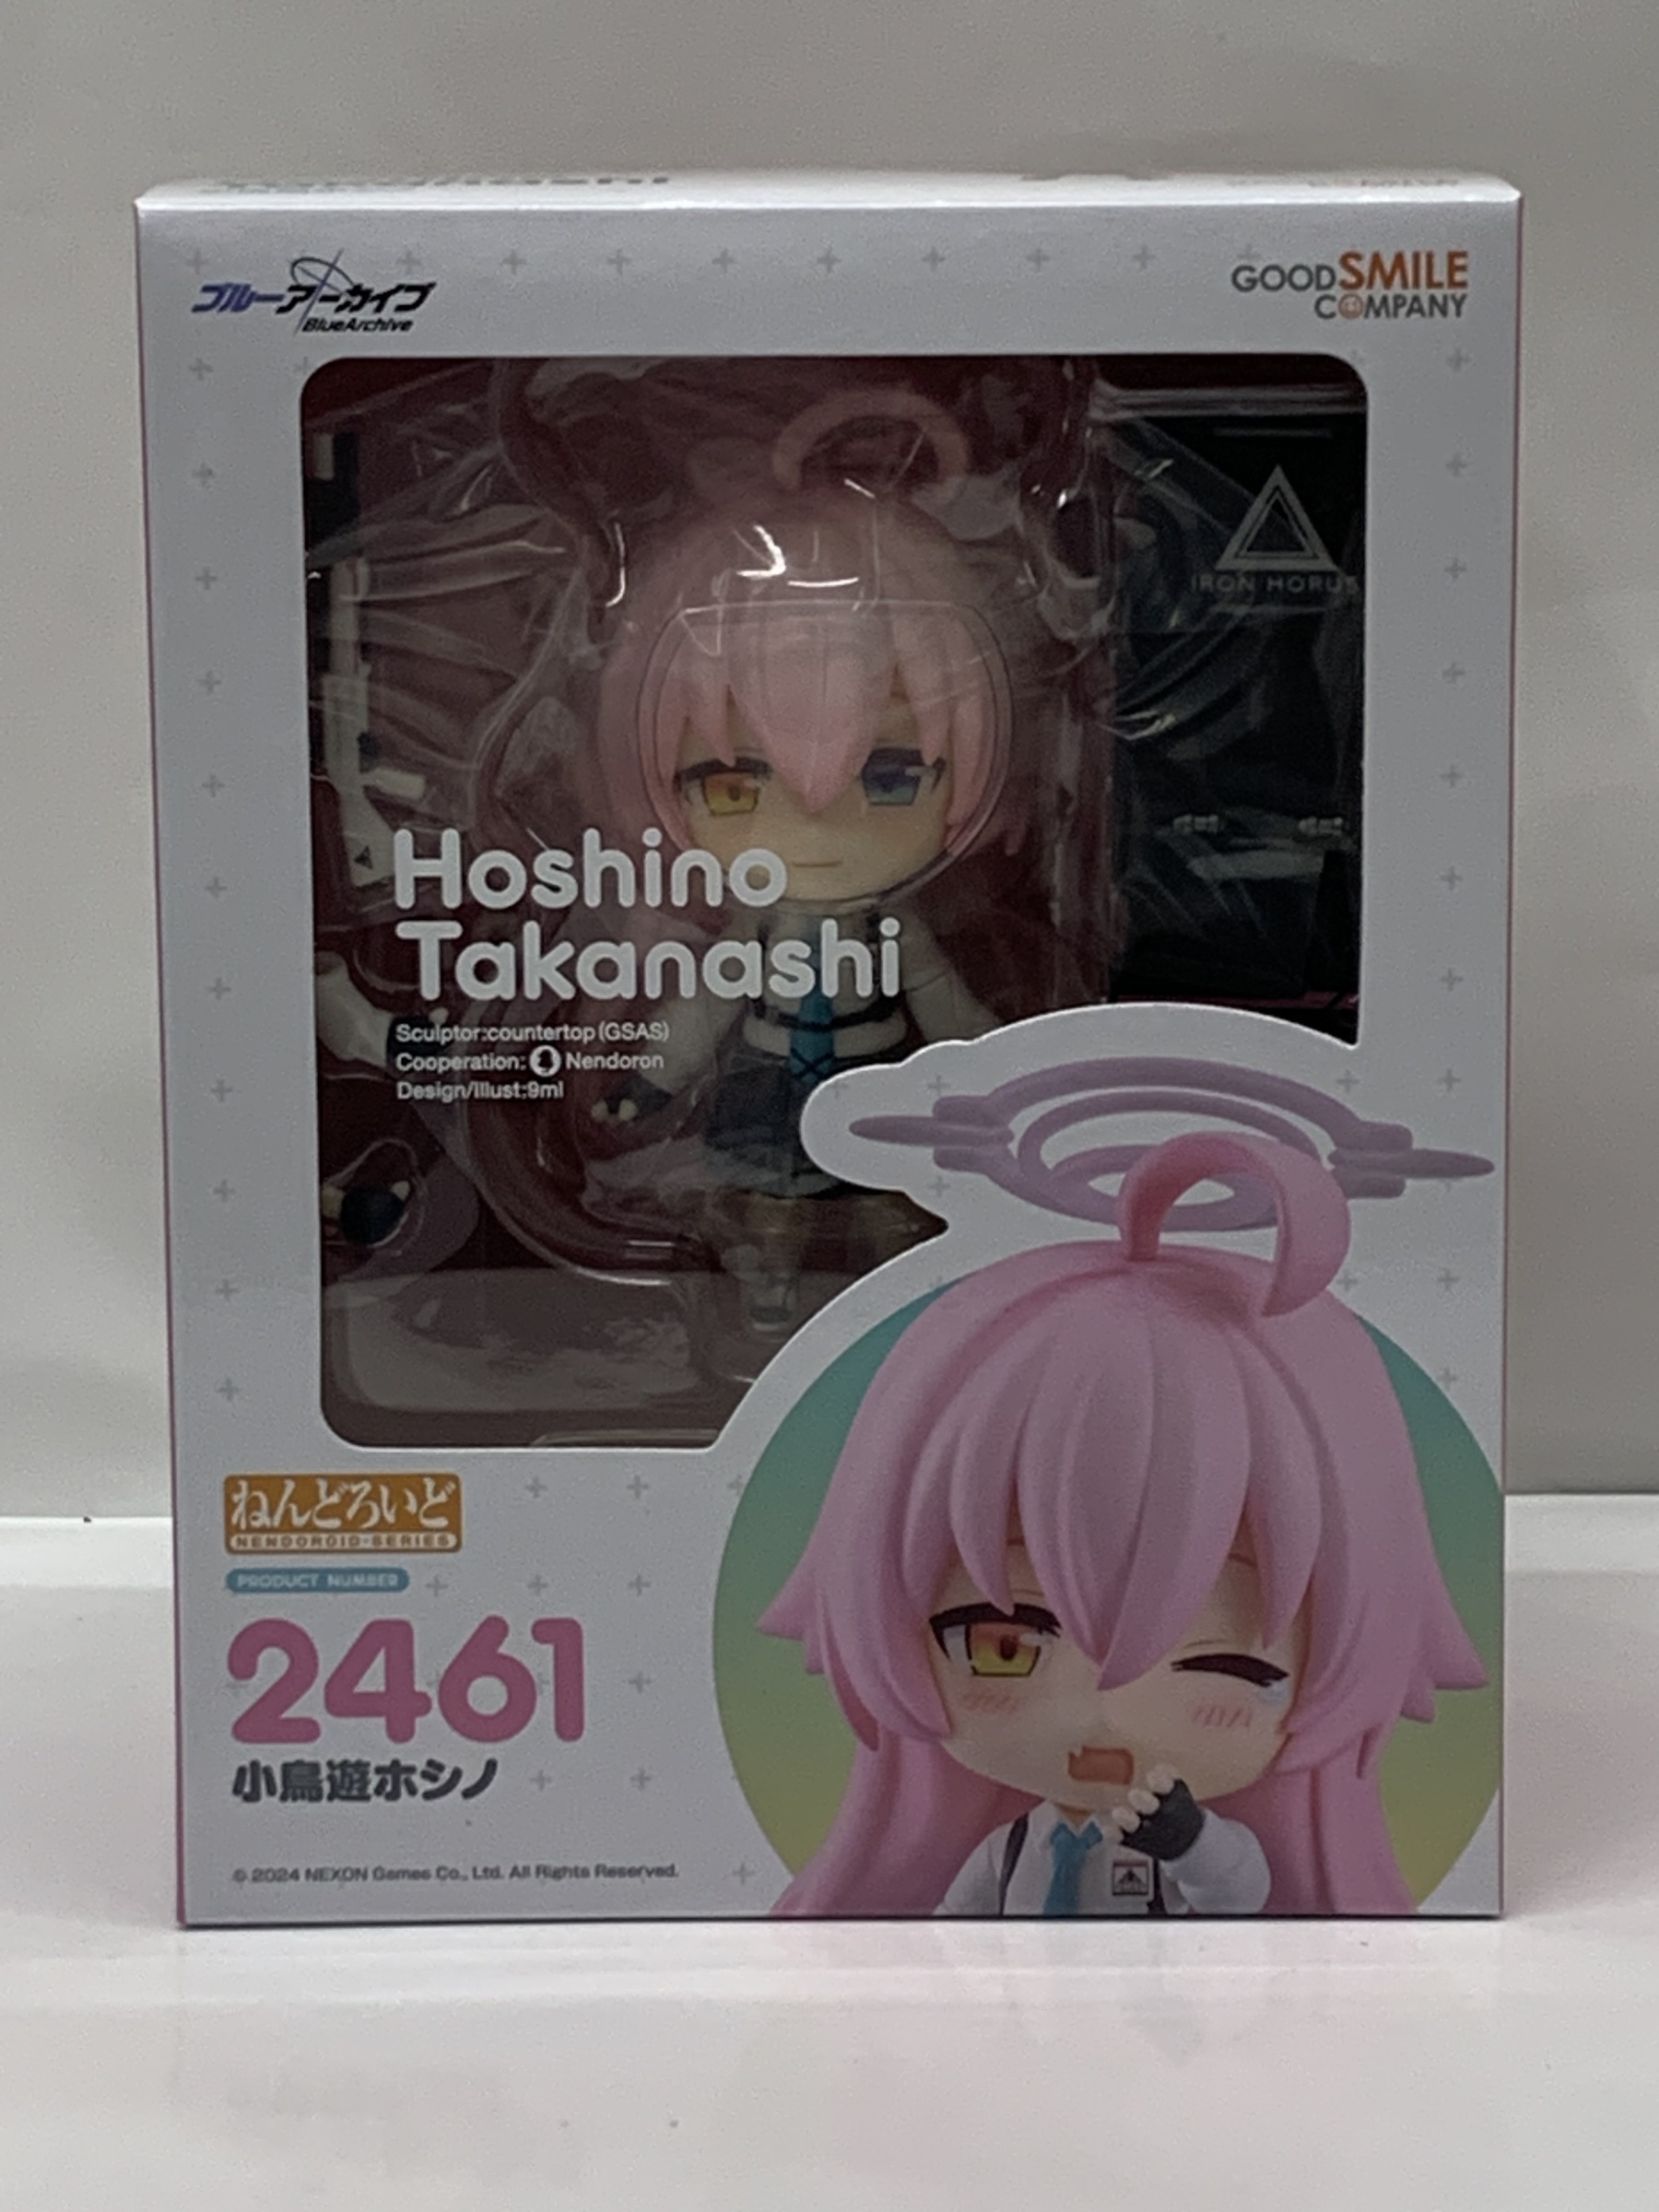 ブルーアーカイブ
BlueArchive
GOOD SMILE
COMPANY
IRON HORUS
Hoshino
Takanashi
Sculptor:countertop (GSAS)
Cooperation: Nendoron
Design/Illust:9ml
ねんどろいど
NENDOROID-SERIES
PRODUCT NUMBER
2461
小鳥遊ホシノ
© 2024 NEXON Games Co., Ltd. All Rights Reserved.